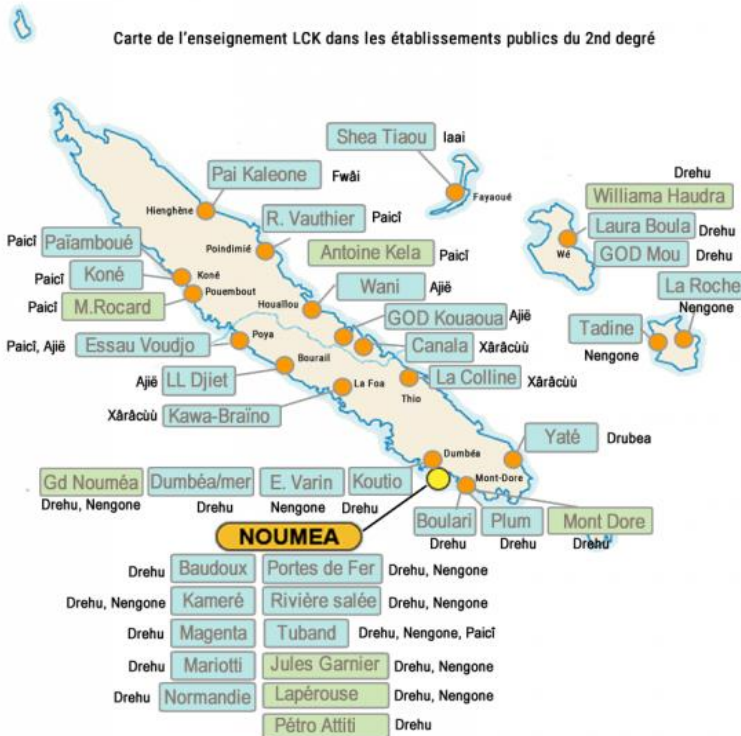 Carte de l'enseignement LCK dans les établissements publics du 2nd degré
Shea Tiaou Iaai
Pai Kaleone Fwâi
Fayaoué
Drehu
Williama Haudra
Hienghène
R. Vauthier Paicî
Laura Boula Drehu
Paicî Païamboué
Poindimié
Antoine Kela Paicî
Wé
GOD Mou Drehu
Paicî Koné
Koné
Wani Ajië
La Roche
Nengone
Paicî M.Rocard
Pouembout
Houaïlou
GOD Kouaoua Ajië
Tadine
Nengone
Paicî, Ajië Essau Voudjo
Poya
Canala Xârâcùù
Bourail
Ajië LL Djiet
La Foa
La Colline Xârâcùù
Thio
Xârâcùù Kawa-Braïno
Yaté Drubea
Dumbéa
Mont-Dore
Gd Nouméa Dumbéa/mer E. Varin Koutio
Drehu, Nengone Drehu Nengone Drehu
Boulari Plum Mont Dore
Drehu Drehu Drehu
NOUMEA
Drehu Baudoux Portes de Fer Drehu, Nengone
Drehu, Nengone Kameré Rivière salée Drehu, Nengone
Drehu Magenta Tuband Drehu, Nengone, Paicî
Drehu Mariotti Jules Garnier Drehu, Nengone
Drehu Normandie Lapérouse Drehu, Nengone
Pétro Attiti Drehu